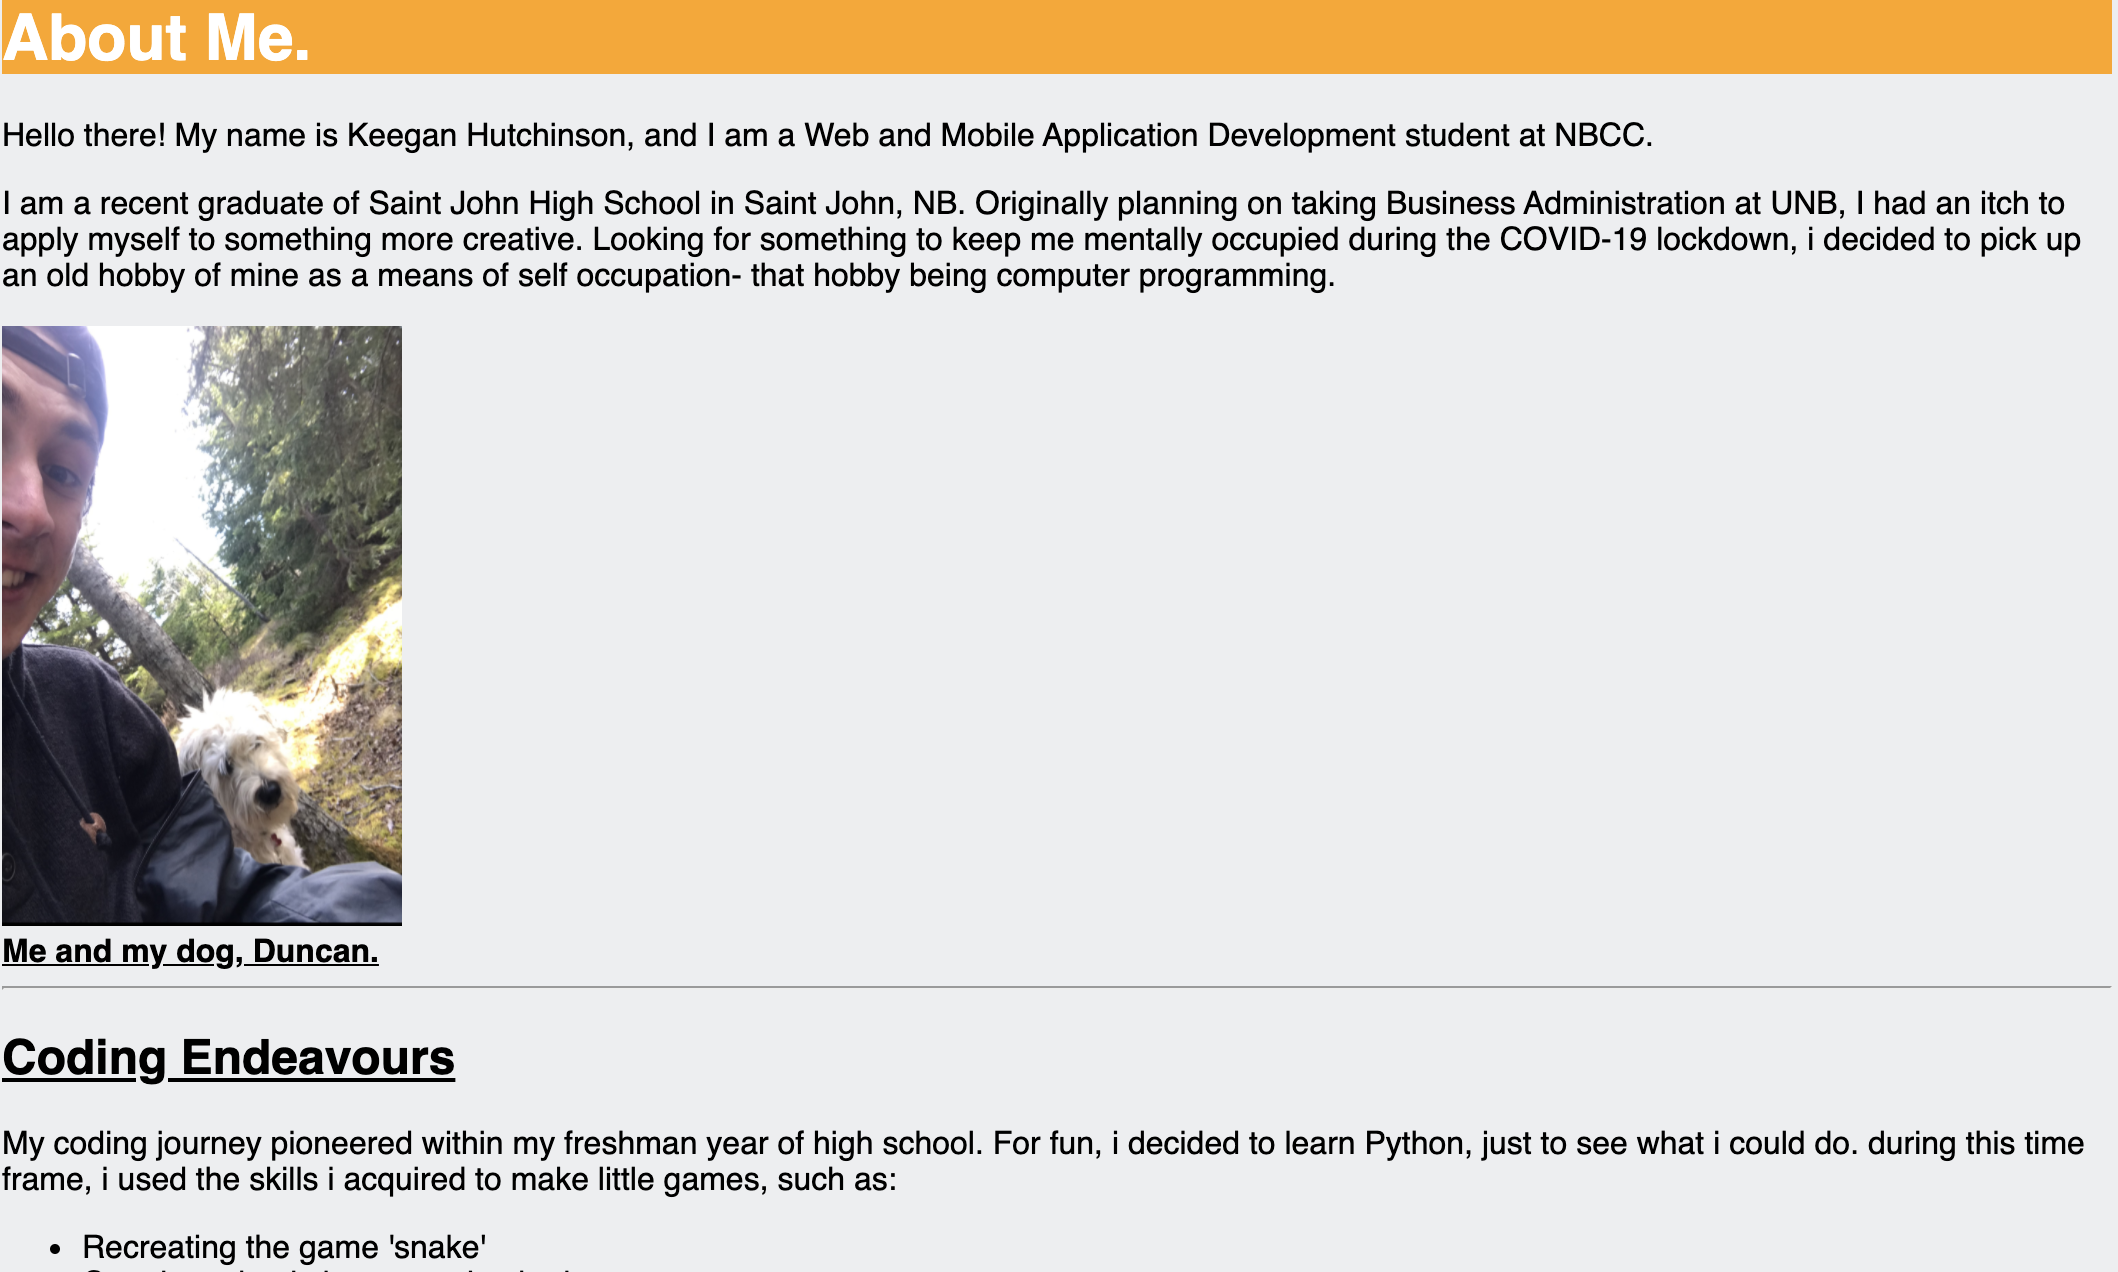 About Me.
Hello there! My name is Keegan Hutchinson, and I am a Web and Mobile Application Development student at NBCC.
I am a recent graduate of Saint John High School in Saint John, NB. Originally planning on taking Business Administration at UNB, I had an itch to
apply myself to something more creative. Looking for something to keep me mentally occupied during the COVID-19 lockdown, i decided to pick up
an old hobby of mine as a means of self occupation- that hobby being computer programming.
Me and my dog, Duncan.
Coding Endeavours
My coding journey pioneered within my freshman year of high school. For fun, i decided to learn Python, just to see what i could do. during this time
frame, i used the skills i acquired to make little games, such as:
• Recreating the game 'snake'